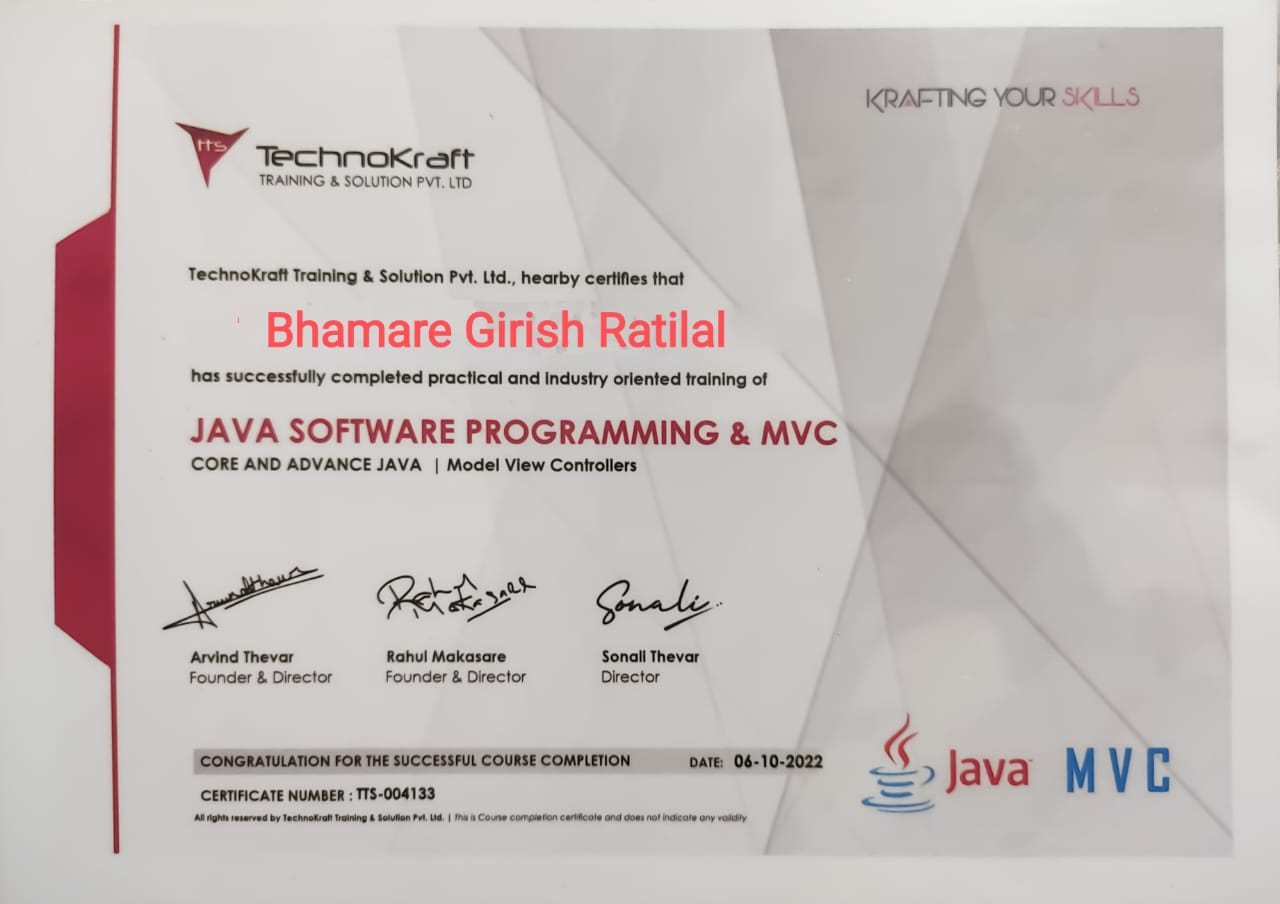 KRAFTING YOUR SKILLS
TTS
TechnoKraft
TRAINING & SOLUTION PVT. LTD
TechnoKraft Training & Solution Pvt. Ltd., hearby certifies that
Bhamare Girish Ratilal
has successfully completed practical and industry oriented training of
JAVA SOFTWARE PROGRAMMING & MVC
CORE AND ADVANCE JAVA | Model View Controllers
Sonali
Arvind Thevar
Founder & Director
Rahul Makasare
Founder & Director
Sonali Thevar
Director
CONGRATULATION FOR THE SUCCESSFUL COURSE COMPLETION DATE: 06-10-2022
CERTIFICATE NUMBER : TTS-004133
All rights reserved by TechnoKraft Training & Solution Pvt. Ltd. | This is Course completion certificate and does not indicate any validity
Java MVC